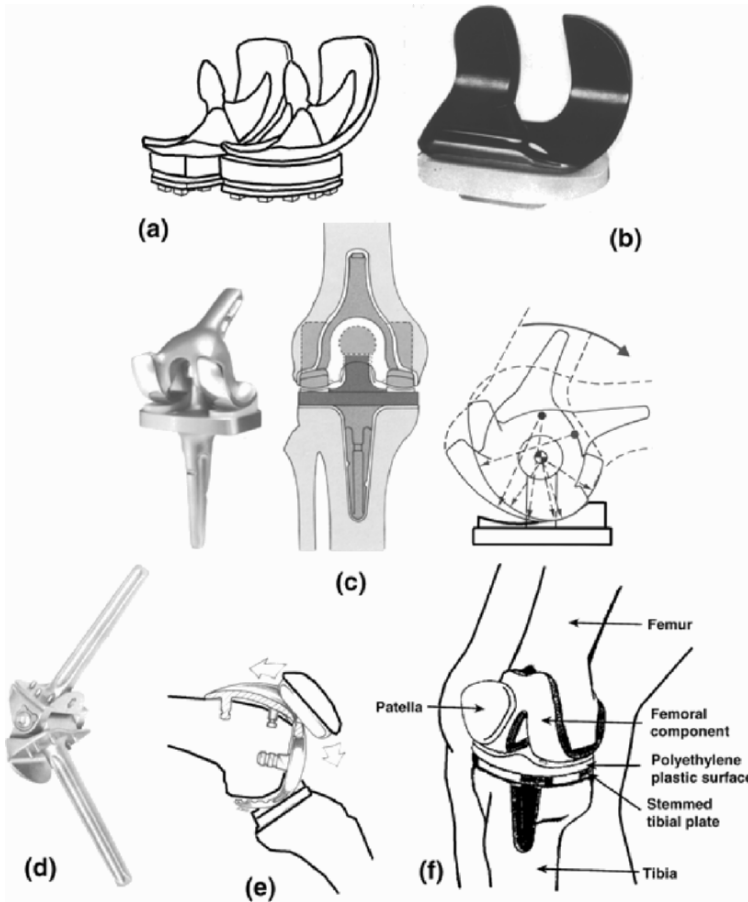 (a)
(b)
(c)
(d)
(e)
(f)
Femur
Patella
Femoral
component
Polyethylene
plastic surface
Stemmed
tibial plate
Tibia